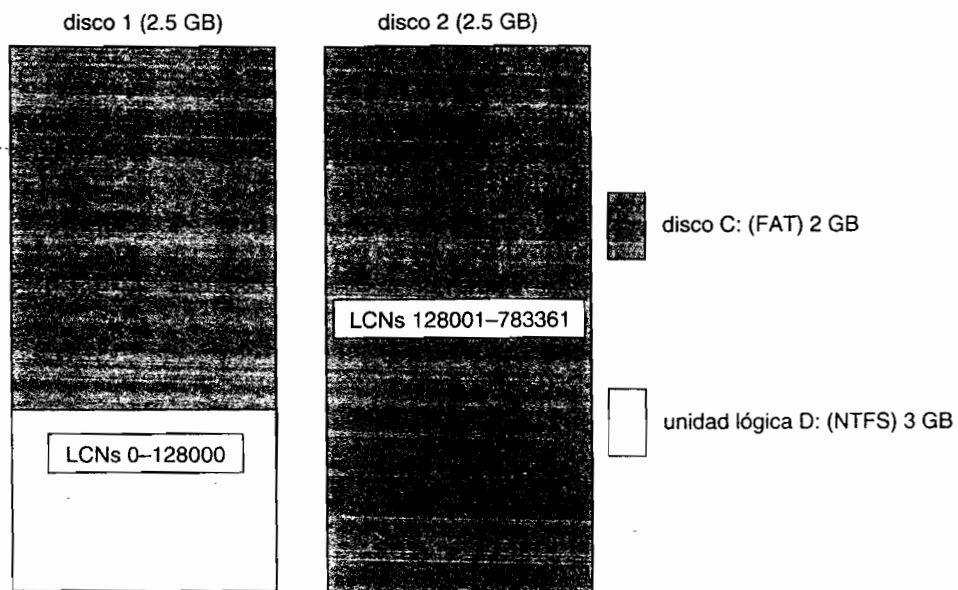 disco 1 (2.5 GB)
disco 2 (2.5 GB)
disco C: (FAT) 2 GB
LCNs 128001–783361
unidad lógica D: (NTFS) 3 GB
LCNs 0–128000